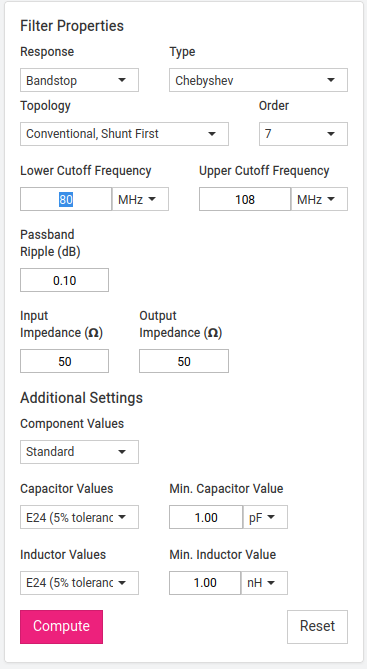 Filter Properties
Response Type
Bandstop Chebyshev
Topology Order
Conventional, Shunt First 7
Lower Cutoff Frequency Upper Cutoff Frequency
80 MHz 108 MHz
Passband
Ripple (dB)
0.10
Input Output
Impedance (Ω) Impedance (Ω)
50 50
Additional Settings
Component Values
Standard
Capacitor Values Min. Capacitor Value
E24 (5% toleranc 1.00 pF
Inductor Values Min. Inductor Value
E24 (5% toleranc 1.00 nH
Compute Reset